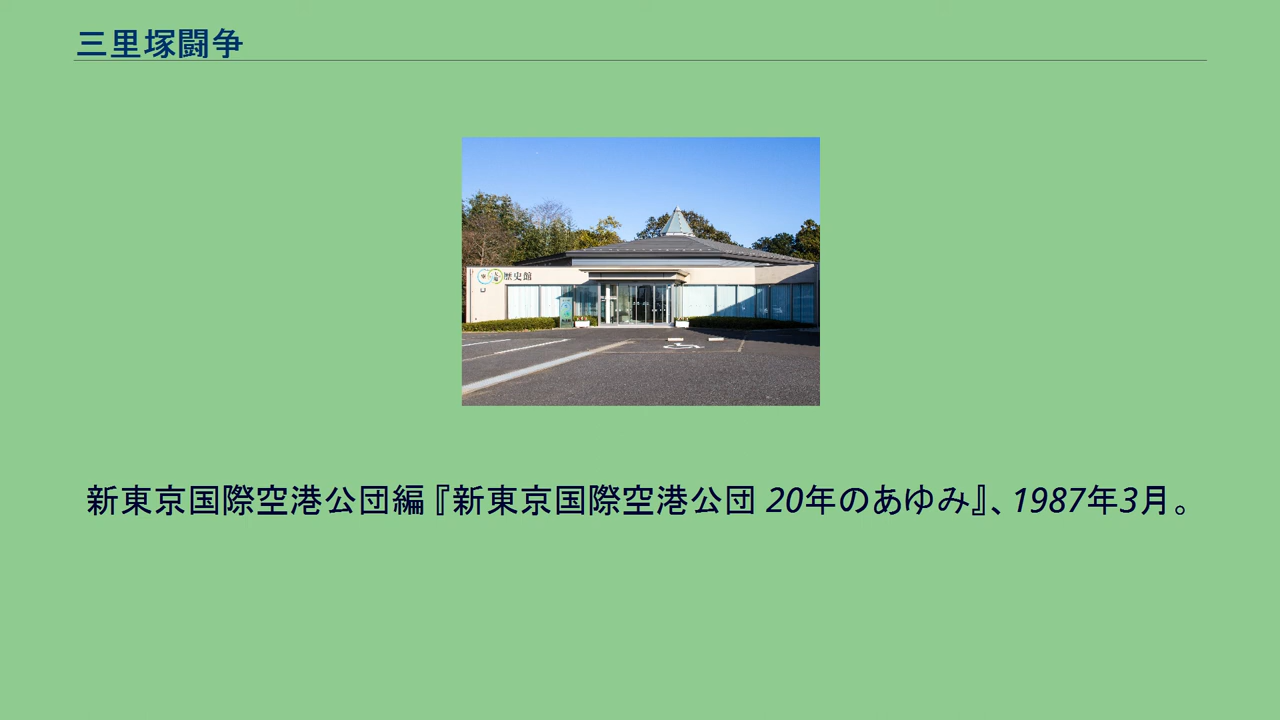 三里塚闘争
歴史館
新東京国際空港公団編『新東京国際空港公団 20年のあゆみ』、1987年3月。